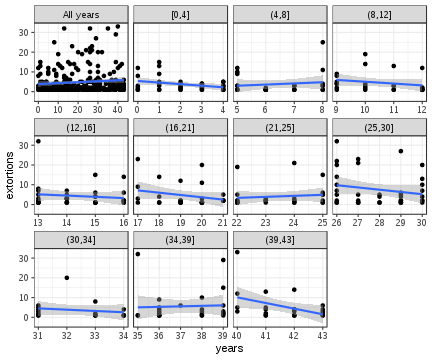 All years [0,4] (4,8] (8,12]
30
20
10
0
0 10 20 30 40 0 1 2 3 4 5 6 7 8 9 10 11 12
(12,16] (16,21] (21,25] (25,30]
extortions
30
20
10
0
13 14 15 16 17 18 19 20 21 22 23 24 25 26 27 28 29 30
(30,34] (34,39] (39,43]
30
20
10
0
31 32 33 34 35 36 37 38 39 40 41 42 43
years